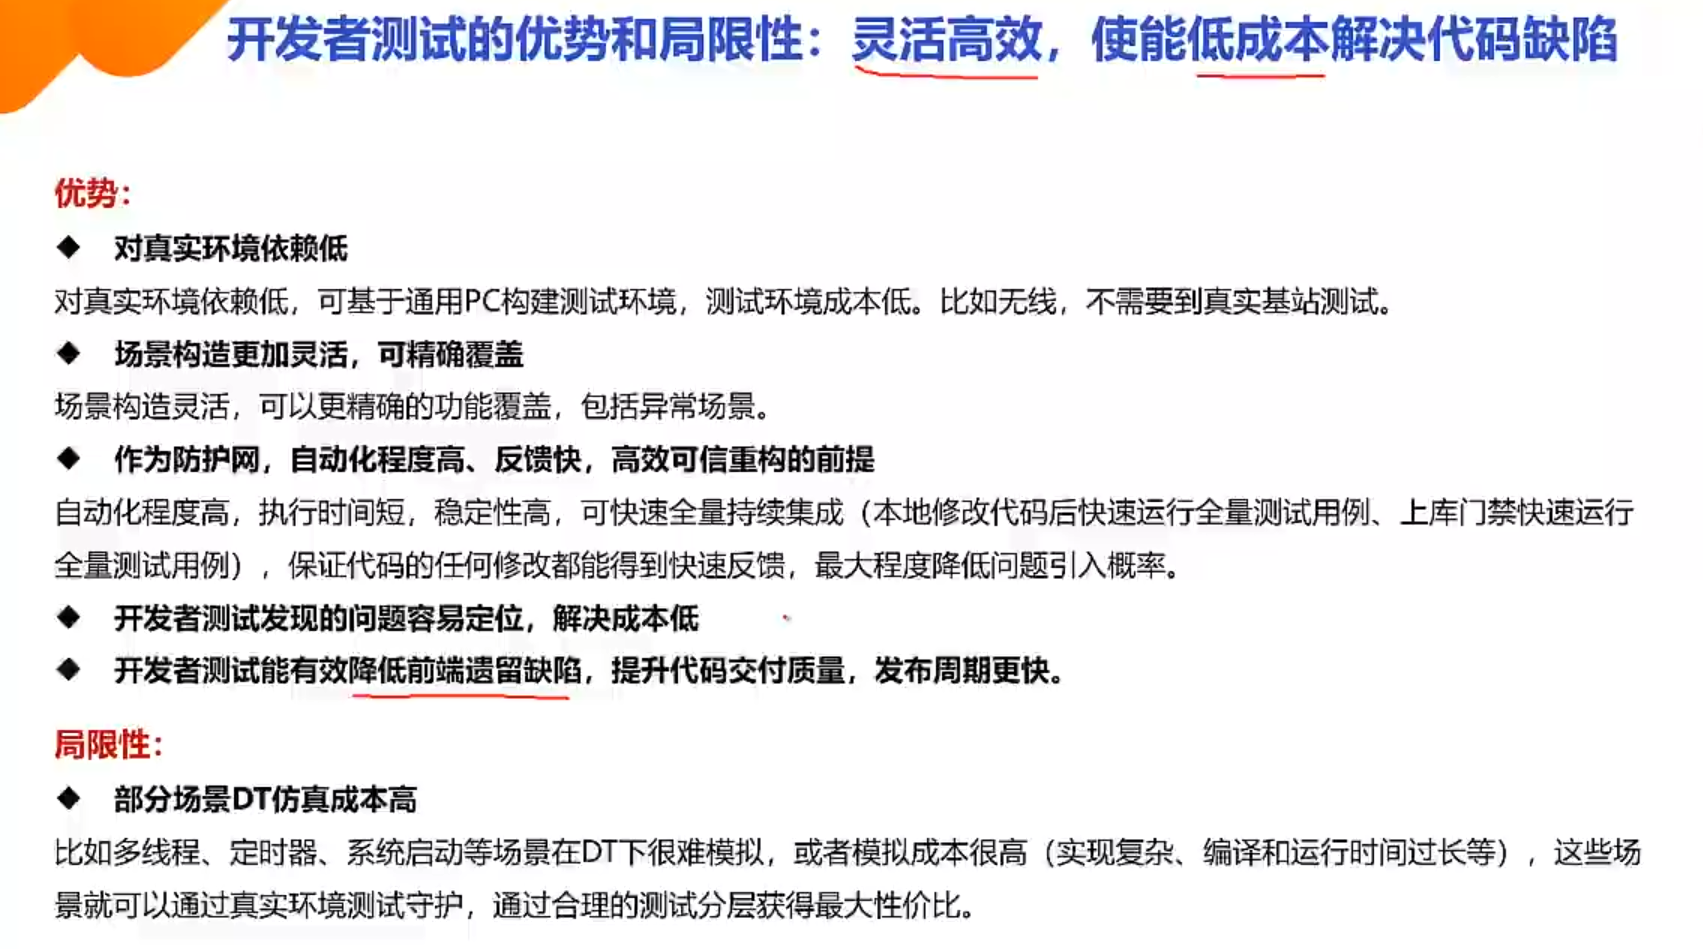 开发者测试的优势和局限性：灵活高效，使能低成本解决代码缺陷
优势：
◆ 对真实环境依赖低
对真实环境依赖低，可基于通用PC构建测试环境，测试环境成本低。比如无线，不需要到真实基站测试。
◆ 场景构造更加灵活，可精确覆盖
场景构造灵活，可以更精确的功能覆盖，包括异常场景。
◆ 作为防护网，自动化程度高、反馈快，高效可信重构的前提
自动化程度高，执行时间短，稳定性高，可快速全量持续集成（本地修改代码后快速运行全量测试用例、上库门禁快速运行
全量测试用例），保证代码的任何修改都能得到快速反馈，最大程度降低问题引入概率。
◆ 开发者测试发现的问题容易定位，解决成本低
◆ 开发者测试能有效降低前端遗留缺陷，提升代码交付质量，发布周期更快。
局限性：
◆ 部分场景DT仿真成本高
比如多线程、定时器、系统启动等场景在DT下很难模拟，或者模拟成本很高（实现复杂、编译和运行时间过长等），这些场
景就可以通过真实环境测试守护，通过合理的测试分层获得最大性价比。